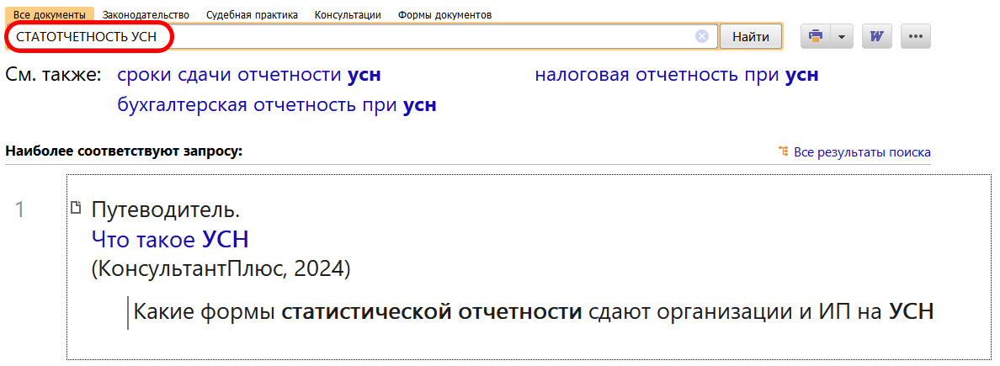 Все документы Законодательство Судебная практика Консультации Формы документов
СТАТОТЧЕТНОСТЬ УСН Найти W
См. также: сроки сдачи отчетности усн налоговая отчетность при усн
бухгалтерская отчетность при усн
Наиболее соответствуют запросу: Все результаты поиска
1 Путеводитель.
Что такое УСН
(КонсультантПлюс, 2024)
Какие формы статистической отчетности сдают организации и ИП на УСН